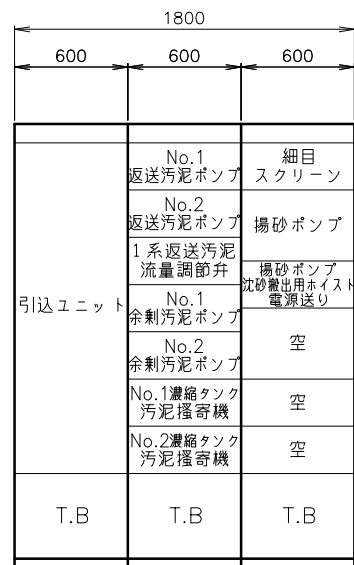 1800
600
600
600
引込ユニット
T.B
No.1
返送汚泥ポンプ
No.2
返送汚泥ポンプ
1系返送汚泥
流量調節弁
No.1
余剰汚泥ポンプ
No.2
余剰汚泥ポンプ
No.1濃縮タンク
汚泥掻寄機
No.2濃縮タンク
汚泥掻寄機
T.B
細目
スクリーン
揚砂ポンプ
揚砂ポンプ
沈砂搬出用ホイスト
電源送り
空
空
空
T.B